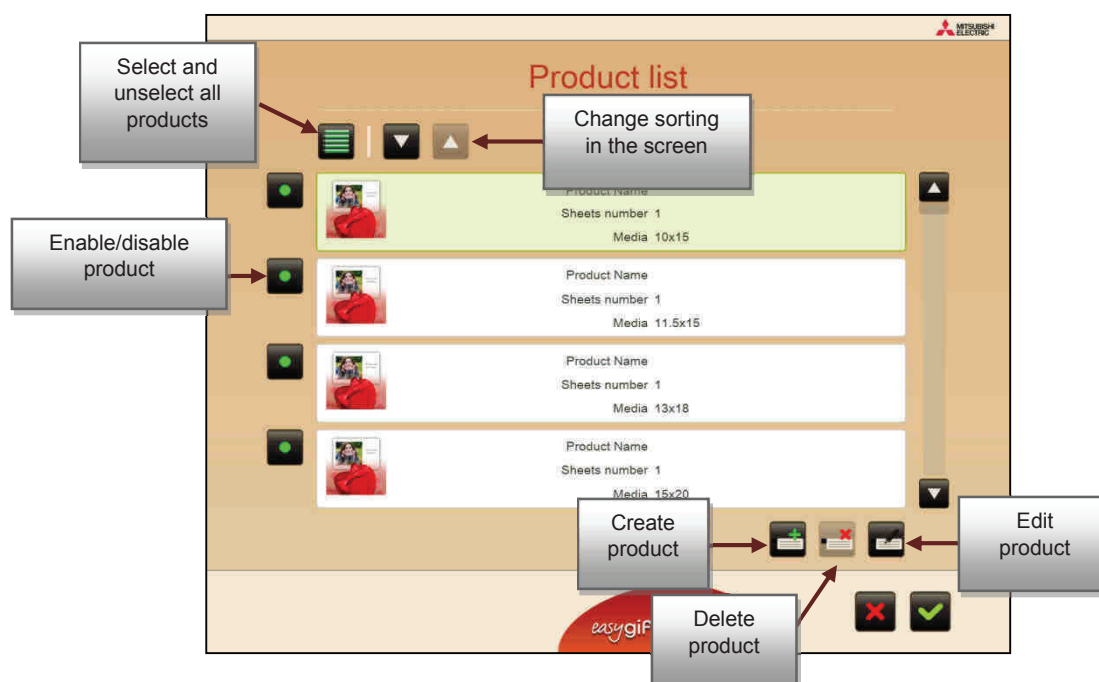 MITSUBISHI
ELECTRIC
Select and
unselect all
products
Product list
Change sorting
in the screen
Product Name
Sheets number 1
Media 10x15
Enable/disable
product
Product Name
Sheets number 1
Media 11.5x15
Product Name
Sheets number 1
Media 13x18
Product Name
Sheets number 1
Media 15x20
Create
product
Edit
product
Delete
product
easygif